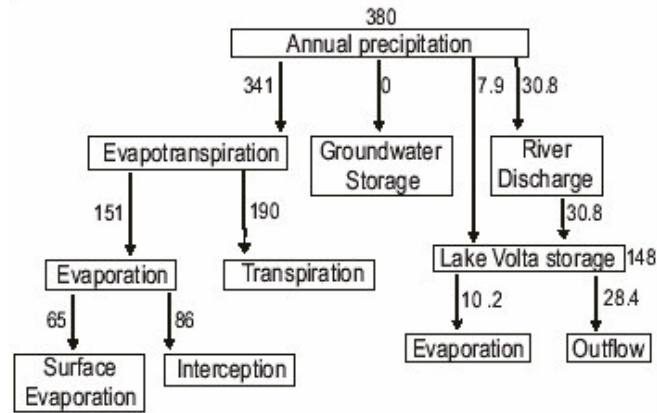 380
Annual precipitation
341
0
7.9
30.8
Evapotranspiration
Groundwater
Storage
River
Discharge
151
190
30.8
Evaporation
Transpiration
Lake Volta storage
148
65
86
10 .2
28.4
Surface
Evaporation
Interception
Evaporation
Outflow